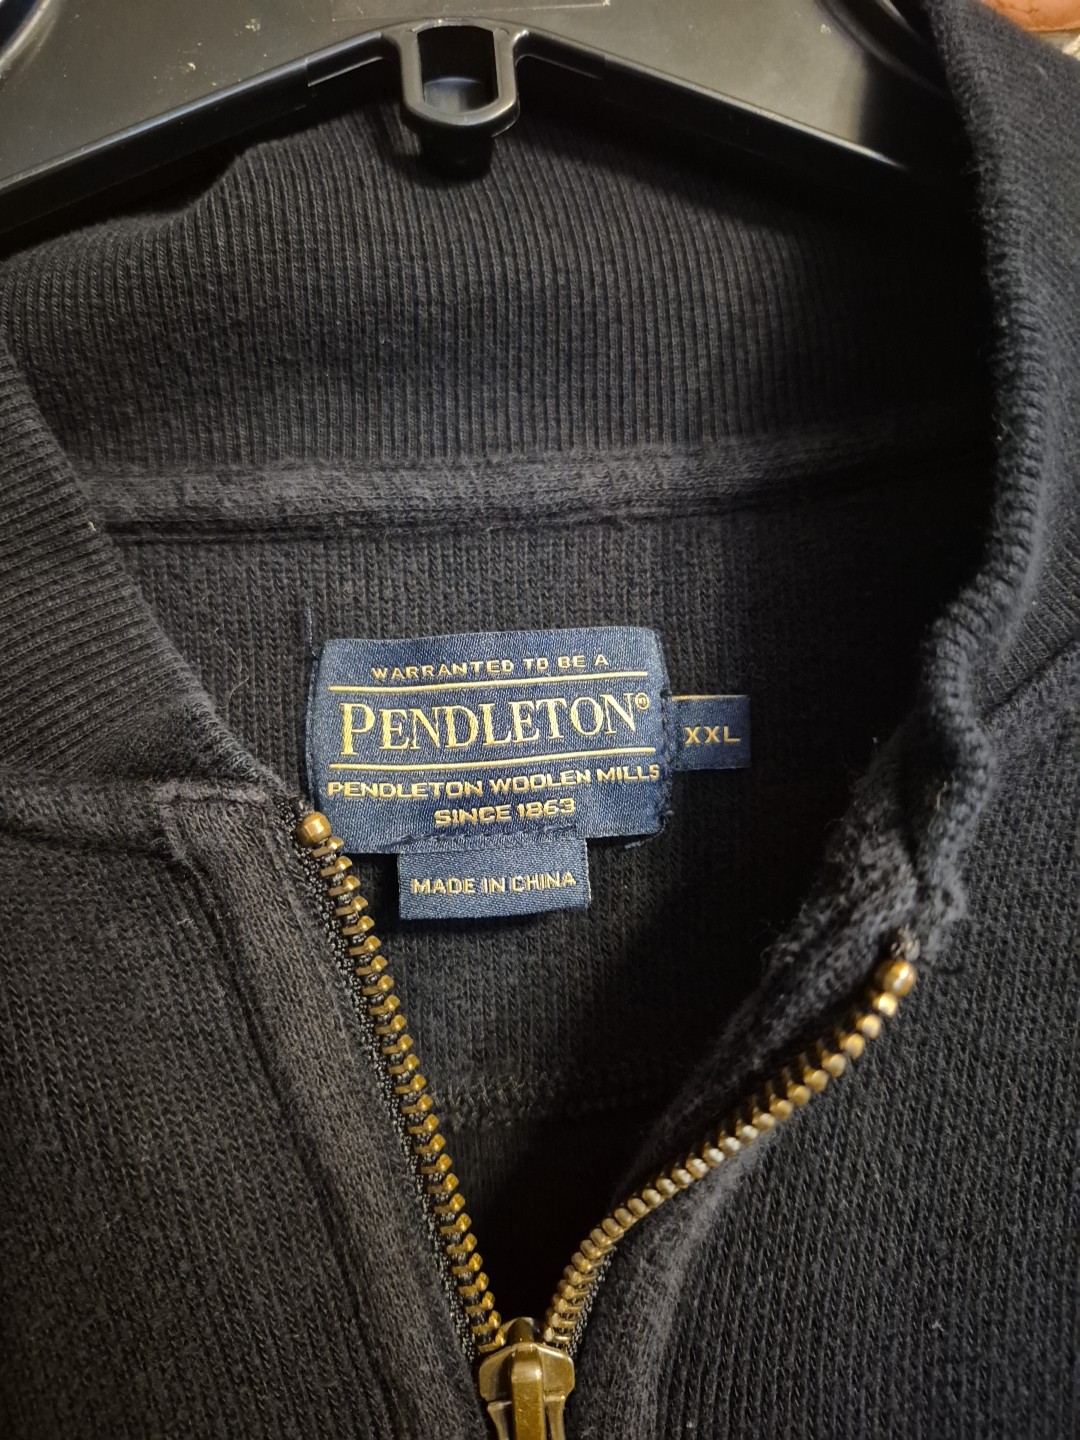 WARRANTED TO BE A
PENDLETON®
XXL
PENDLETON WOOLEN MILLS
SINCE 1863
MADE IN CHINA